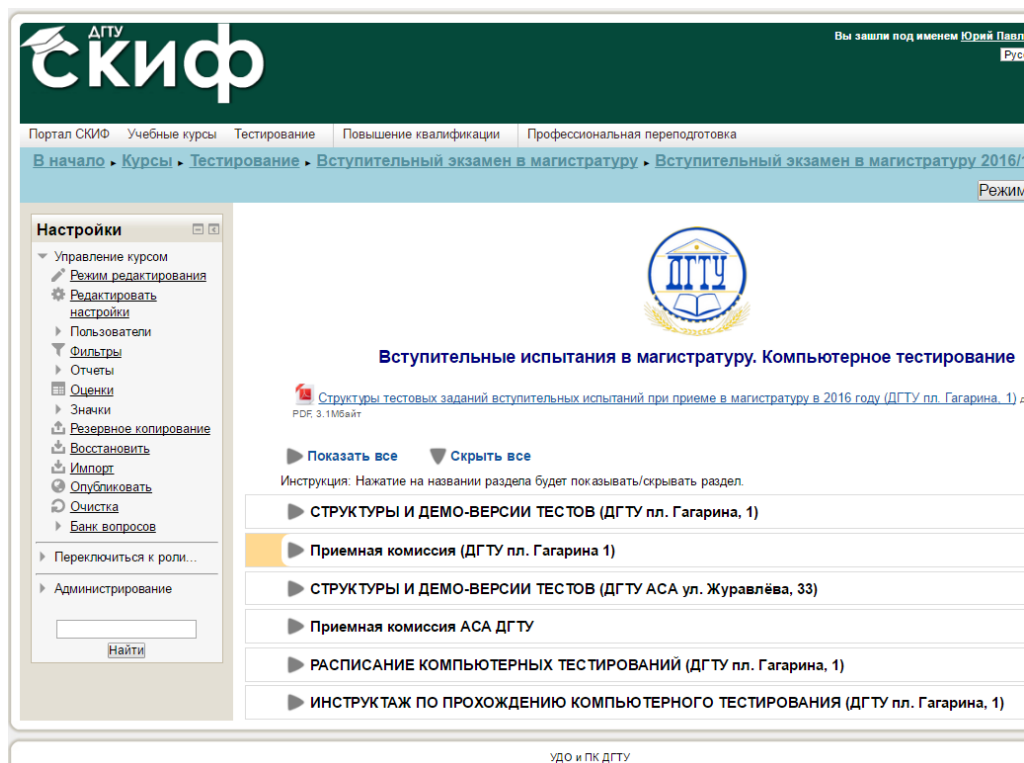 ДГТУ
скиф
Вы зашли под именем Юрий Павл
Рус
Портал СКИФ Учебные курсы Тестирование Повышение квалификации Профессиональная переподготовка
В начало ► Курсы ► Тестирование ► Вступительный экзамен в магистратуру ► Вступительный экзамен в магистратуру 2016/1
Режим
Настройки
Управление курсом
Режим редактирования
Редактировать
настройки
Пользователи
Фильтры
Отчеты
Оценки
Значки
Резервное копирование
Восстановить
Импорт
Опубликовать
Очистка
Банк вопросов
Переключиться к роли...
Администрирование
Найти
ДГТУ
Вступительные испытания в магистратуру. Компьютерное тестирование
Структуры тестовых заданий вступительных испытаний при приеме в магистратуру в 2016 году (ДГТУ пл. Гагарина, 1)
PDF, 3.1Мбайт
Показать все Скрыть все
Инструкция: Нажатие на названии раздела будет показывать/скрывать раздел.
СТРУКТУРЫ И ДЕМО-ВЕРСИИ ТЕСТОВ (ДГТУ пл. Гагарина, 1)
Приемная комиссия (ДГТУ пл. Гагарина 1)
СТРУКТУРЫ И ДЕМО-ВЕРСИИ ТЕСТОВ (ДГТУ АСА ул. Журавлёва, 33)
Приемная комиссия АСА ДГТУ
РАСПИСАНИЕ КОМПЬЮТЕРНЫХ ТЕСТИРОВАНИЙ (ДГТУ пл. Гагарина, 1)
ИНСТРУКТАЖ ПО ПРОХОЖДЕНИЮ КОМПЬЮТЕРНОГО ТЕСТИРОВАНИЯ (ДГТУ пл. Гагарина, 1)
УДО и ПК ДГТУ